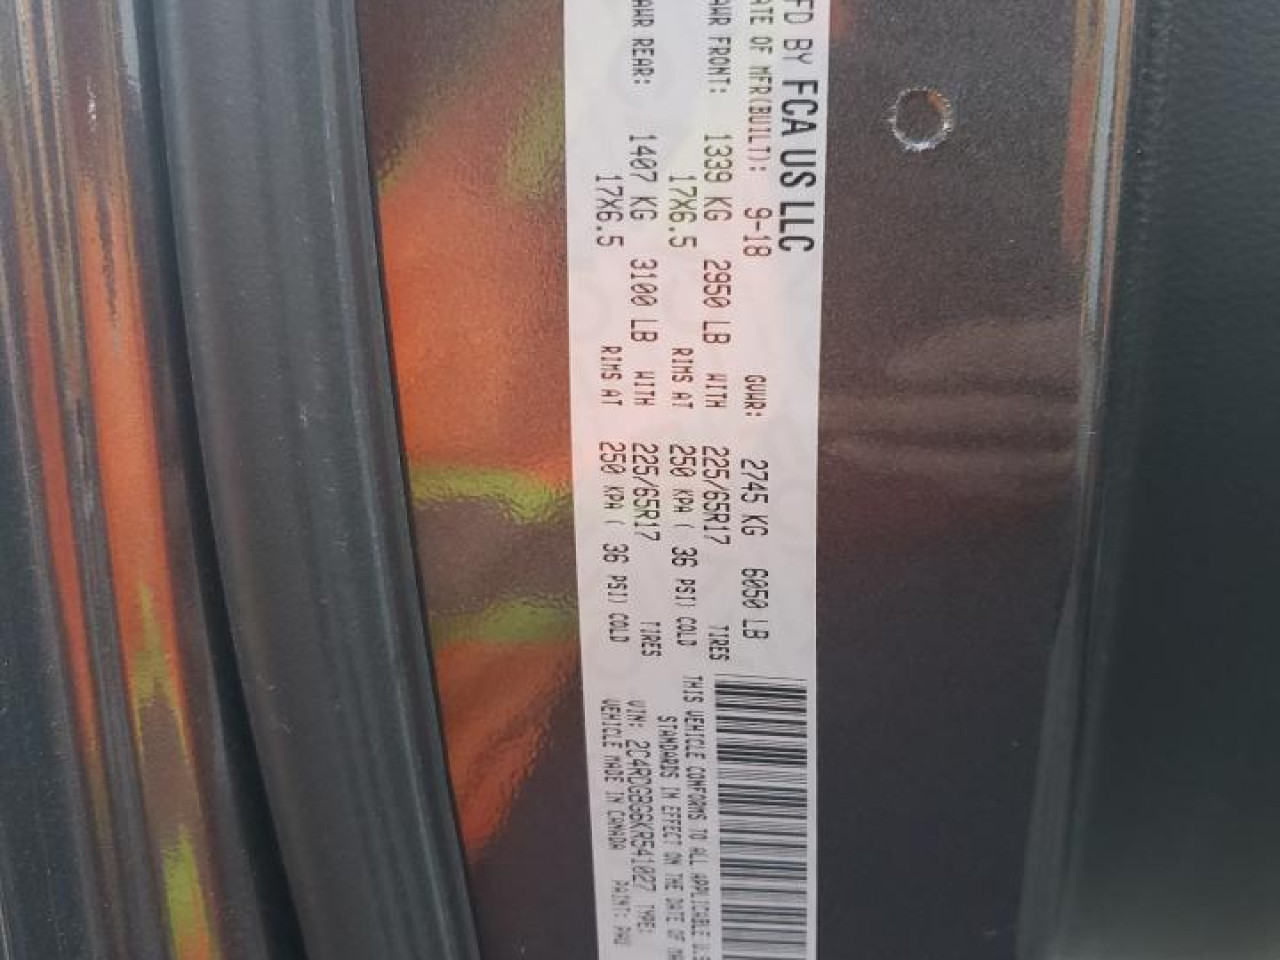 FD BY FCA US LLC
ATE OF MFR(BUILT): 9-18 GVWR: 2745 KG 6050 LB
AWR FRONT: 1339 KG 2950 LB WITH 225/65R17 TIRES
17X6.5 RIMS AT 250 KPA ( 36 PSI) COLD
AWR REAR: 1407 KG 3100 LB WITH 225/65R17 TIRES
17X6.5 RIMS AT 250 KPA ( 36 PSI) COLD
THIS VEHICLE CONFORMS TO ALL APPLICABLE U.S
STANDARDS IN EFFECT ON THE DATE OF MA
VIN: 2C4RDGBG6KR541027 TYPE:
VEHICLE MADE IN CANADA PAINT: